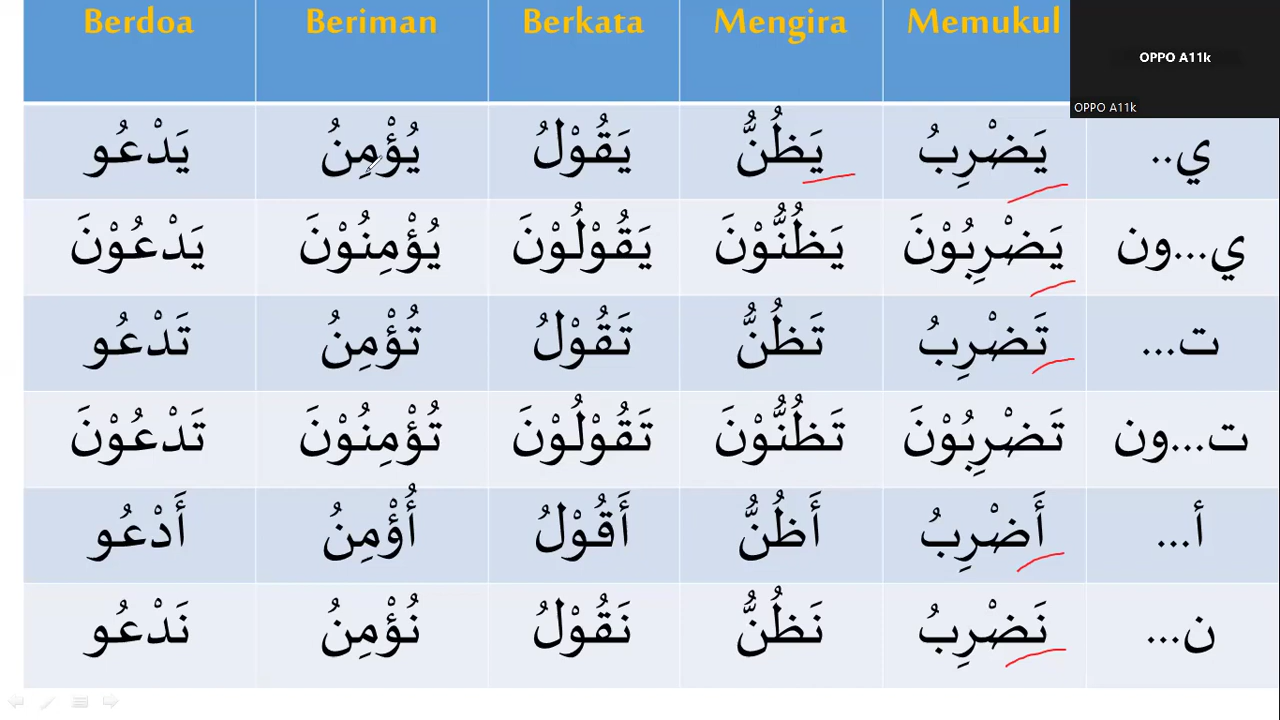 Berdoa Beriman Berkata Mengira Memukul OPPO A11k
OPPO A11k
ي.. يَضْرِبُ يَظُنُّ يَقُوْلُ يُؤْمِنُ يَدْعُو
ي...ون يَضْرِبُوْنَ يَظُنُّوْنَ يَقُوْلُوْنَ يُؤْمِنُوْنَ يَدْعُوْنَ
ت... تَضْرِبُ تَظُنُّ تَقُوْلُ تُؤْمِنُ تَدْعُو
ت...ون تَضْرِبُوْنَ تَظُنُّوْنَ تَقُوْلُوْنَ تُؤْمِنُوْنَ تَدْعُوْنَ
أ... أَضْرِبُ أَظُنُّ أَقُوْلُ أُؤْمِنُ أَدْعُو
ن... نَضْرِبُ نَظُنُّ نَقُوْلُ نُؤْمِنُ نَدْعُو